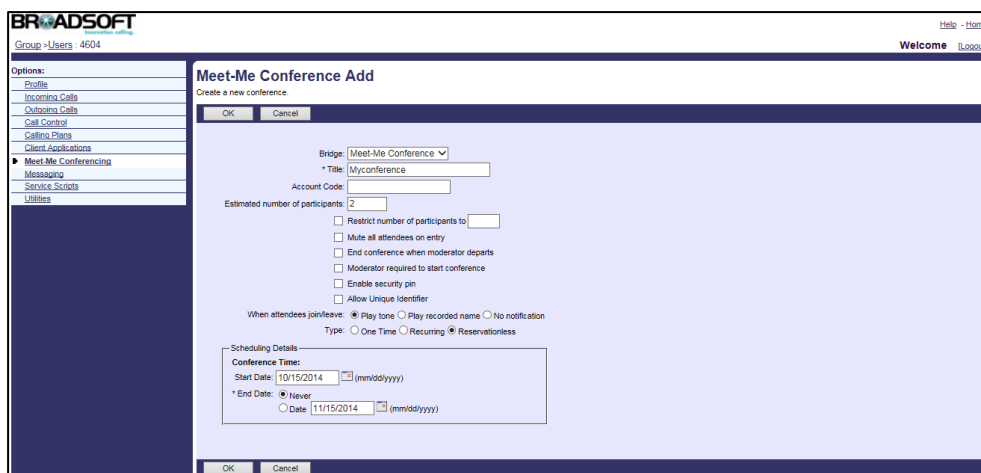 BROADSOFT
innovation calling.
Help - Hom
Group >Users : 4604
Welcome [Logou
Options:
Profile
Incoming Calls
Outgoing Calls
Call Control
Calling Plans
Client Applications
Meet-Me Conferencing
Messaging
Service Scripts
Utilities
Meet-Me Conference Add
Create a new conference.
OK Cancel
Bridge: Meet-Me Conference
* Title: Myconference
Account Code:
Estimated number of participants: 2
Restrict number of participants to
Mute all attendees on entry
End conference when moderator departs
Moderator required to start conference
Enable security pin
Allow Unique Identifier
When attendees join/leave: Play tone Play recorded name No notification
Type: One Time Recurring Reservationless
Scheduling Details
Conference Time:
Start Date: 10/15/2014 (mm/dd/yyyy)
* End Date: Never
Date 11/15/2014 (mm/dd/yyyy)
OK Cancel